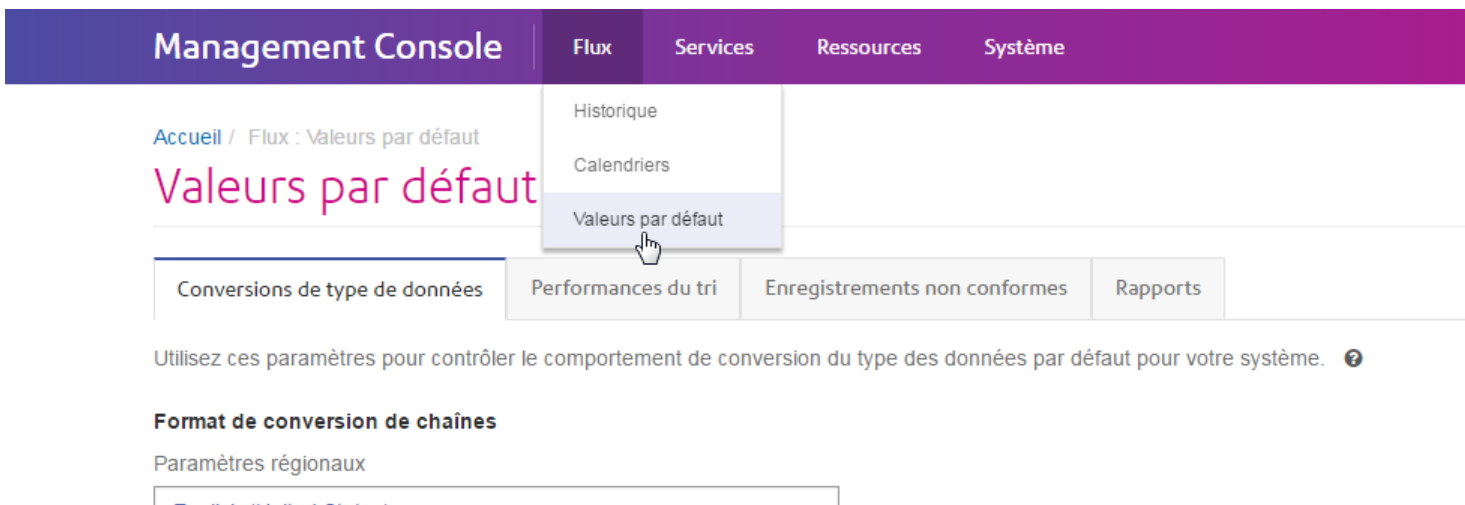 Management Console Flux Services Ressources Système
Historique
Accueil / Flux : Valeurs par défaut
Calendriers
Valeurs par défaut
Valeurs par défaut
Conversions de type de données Performances du tri Enregistrements non conformes Rapports
Utilisez ces paramètres pour contrôler le comportement de conversion du type des données par défaut pour votre système.
Format de conversion de chaînes
Paramètres régionaux